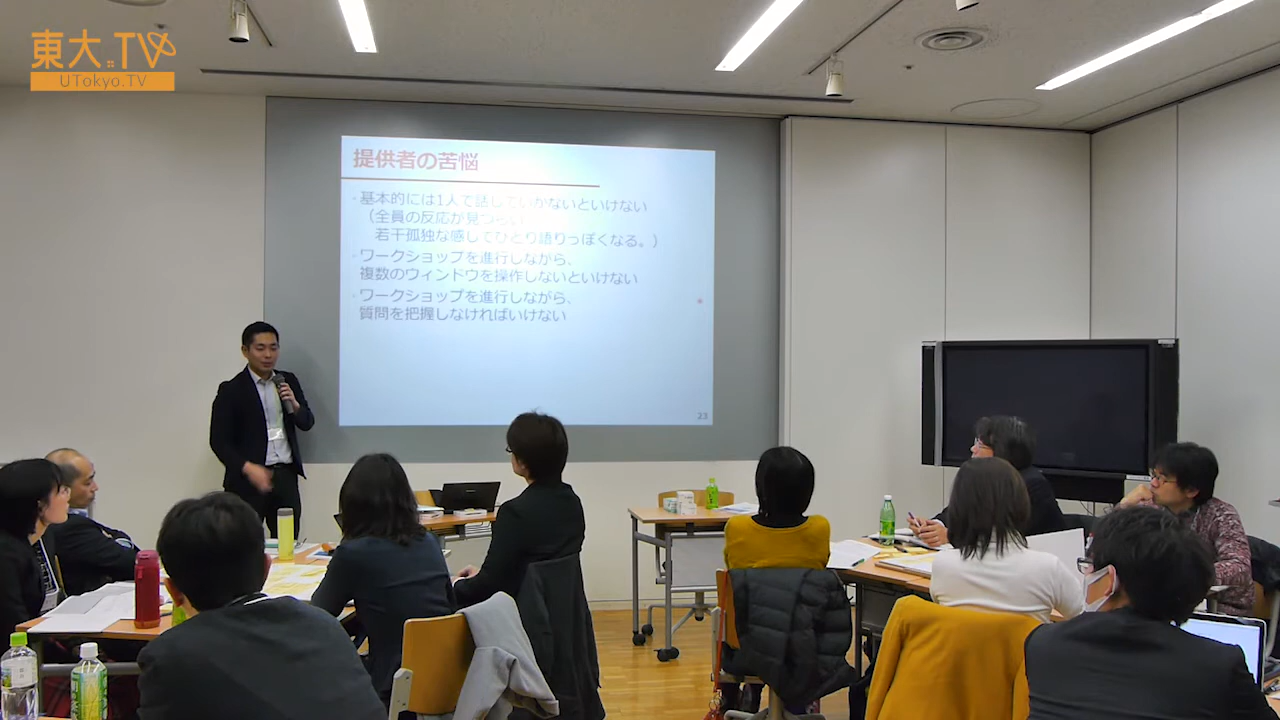 東大.TV
UTokyo.TV
提供者の苦悩
・基本的には1人で話していかないといけない
（全員の反応が見づらい
若干孤独な感じてひとり語りっぽくなる。）
・ワークショップを進行しながら、
複数のウィンドウを操作しないといけない
・ワークショップを進行しながら、
質問を把握しなければいけない
23